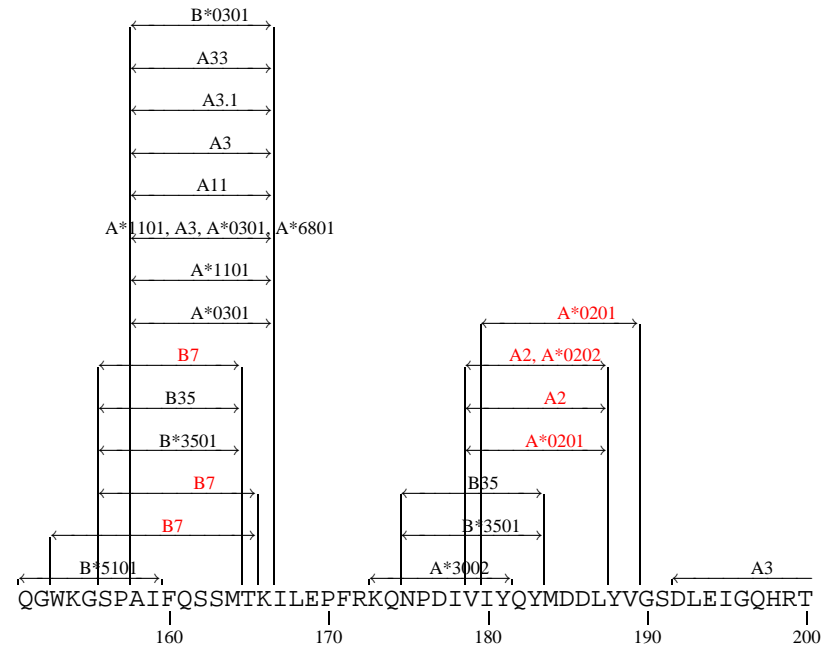 B*0301
A33
A3.1
A3
A11
A*1101, A3, A*0301, A*6801
A*1101
A*0301 A*0201
B7 A2, A*0202
B35 A2
B*3501 A*0201
B7 B35
B7 B*3501
B*5101 A*3002 A3
QGWKGSPAIFQSSMTKILEPFRKQNPDIVIYQYMDDLYVGSDLEIGQHRT
160 170 180 190 200